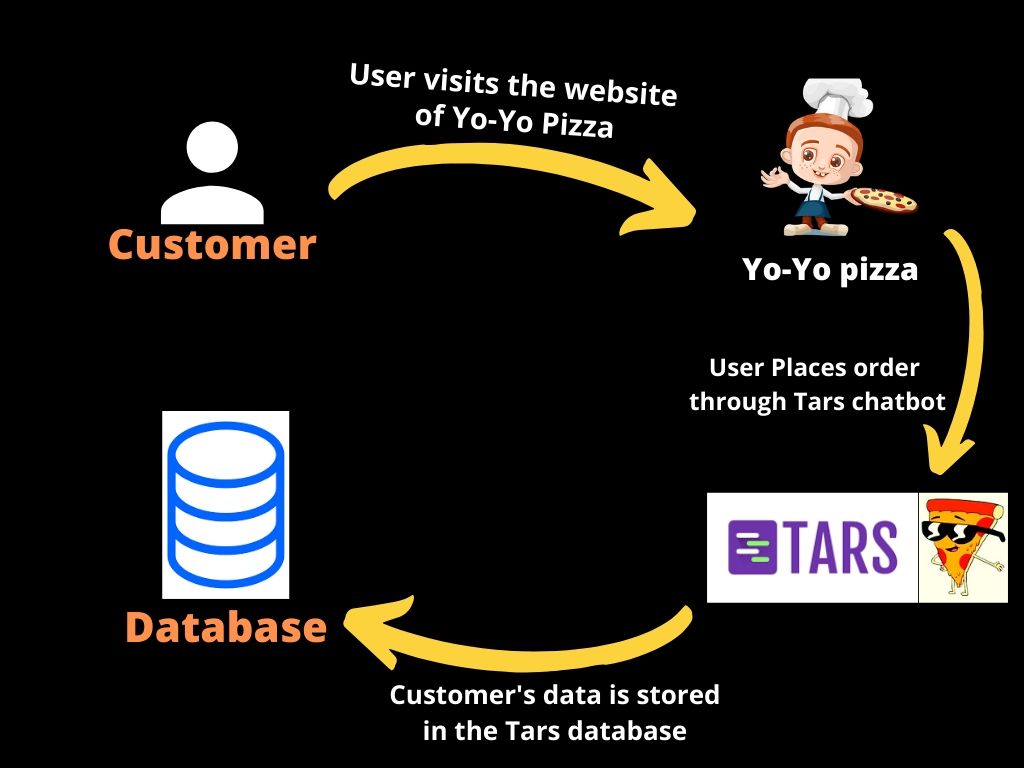 User visits the website
of Yo-Yo Pizza
Customer
Yo-Yo pizza
User Places order
through Tars chatbot
TARS
Database
Customer's data is stored
in the Tars database